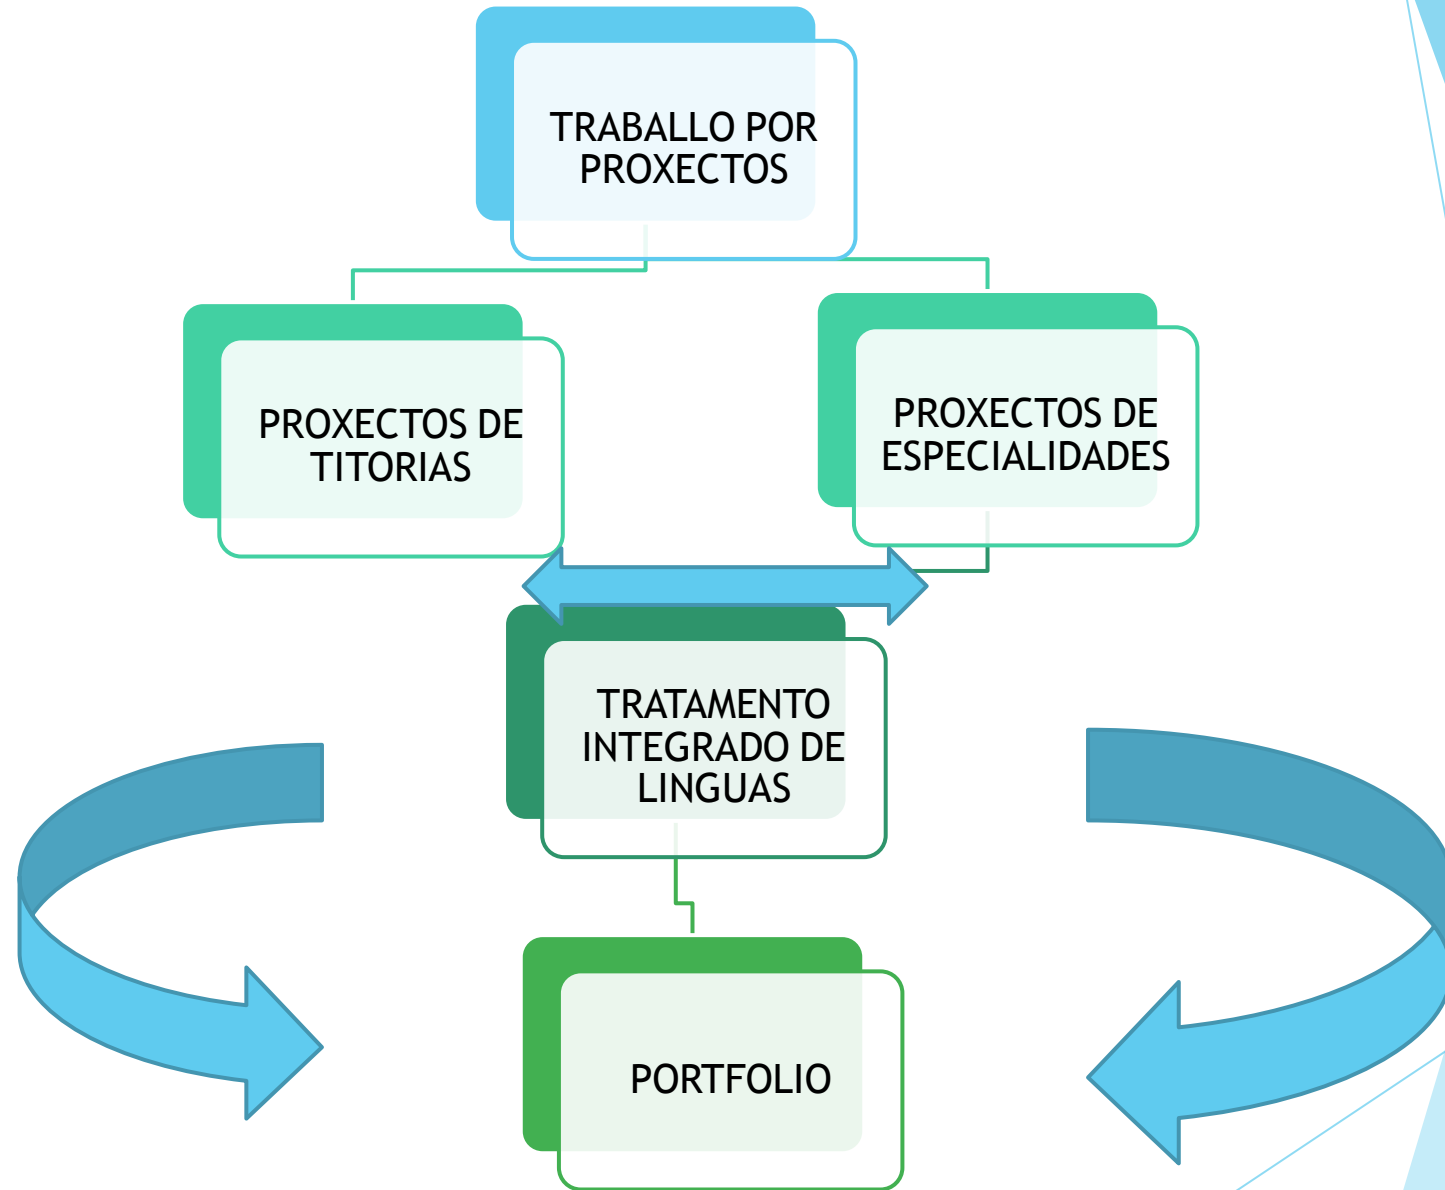 TRABALLO POR
PROXECTOS
PROXECTOS DE
TITORIAS
PROXECTOS DE
ESPECIALIDADES
TRATAMENTO
INTEGRADO DE
LINGUAS
PORTFOLIO